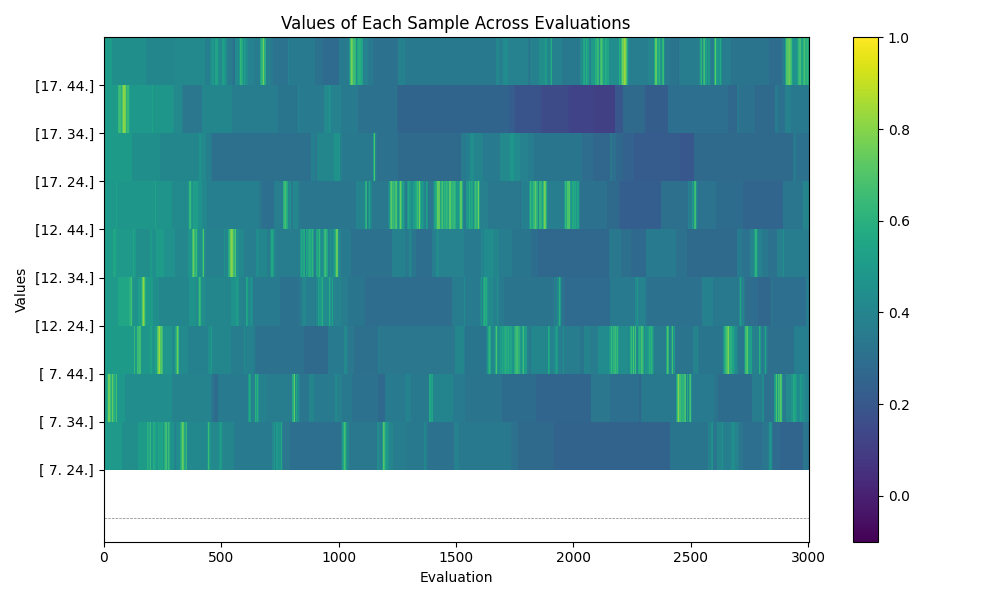 Values of Each Sample Across Evaluations
[17. 44.]
[17. 34.]
[17. 24.]
[12. 44.]
[12. 34.]
[12. 24.]
[ 7. 44.]
[ 7. 34.]
[ 7. 24.]
Values
0 500 1000 1500 2000 2500 3000
Evaluation
1.0
0.8
0.6
0.4
0.2
0.0